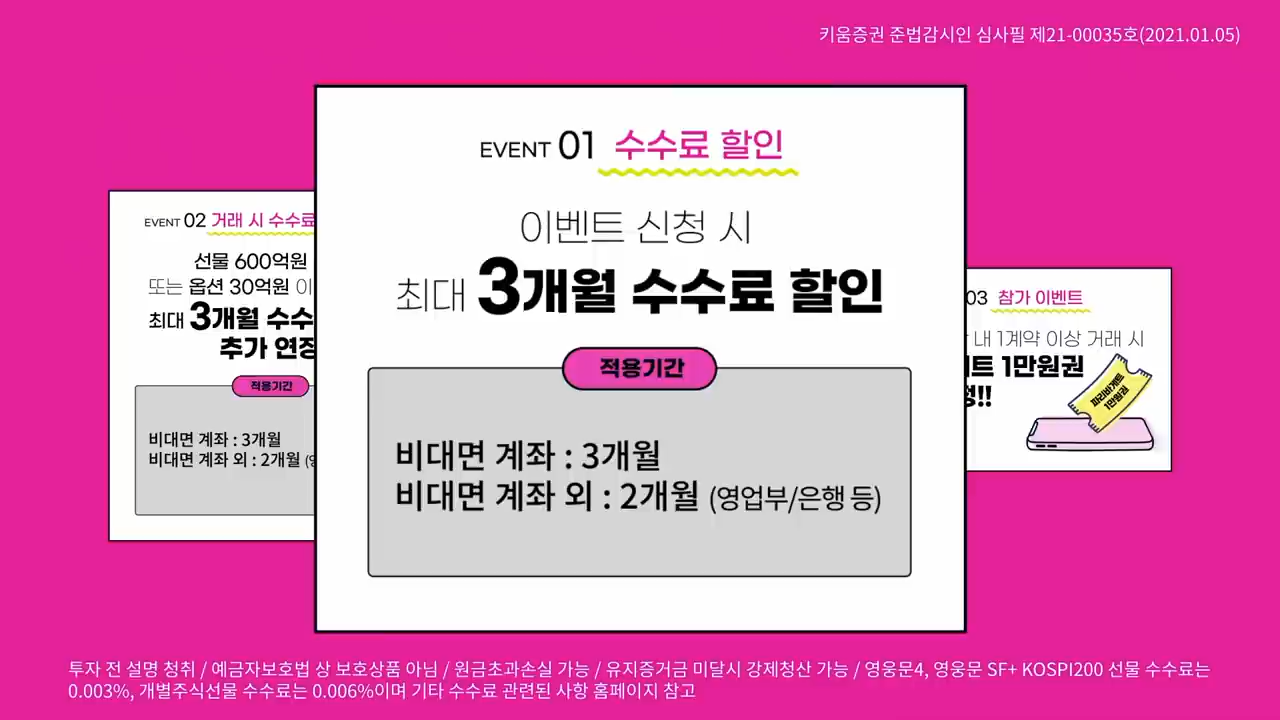 키움증권 준법감시인 심사필 제21-00035호(2021.01.05)
EVENT 01 수수료 할인
이벤트 신청 시
최대 3개월 수수료 할인
적용기간
비대면 계좌 : 3개월
비대면 계좌 외 : 2개월 (영업부/은행 등)
EVENT 02 거래 시 수수료
선물 600억원
또는 옵션 30억원 이
최대 3개월 수수
추가 연장
적용기간
비대면 계좌 : 3개월
비대면 계좌 외 : 2개월
03 참가 이벤트
내 1계약 이상 거래 시
1만원권
파리바게뜨
1만원권
투자 전 설명 청취 / 예금자보호법 상 보호상품 아님 / 원금초과손실 가능 / 유지증거금 미달시 강제청산 가능 / 영웅문4, 영웅문 SF+ KOSPI200 선물 수수료는
0.003%, 개별주식선물 수수료는 0.006%이며 기타 수수료 관련된 사항 홈페이지 참고